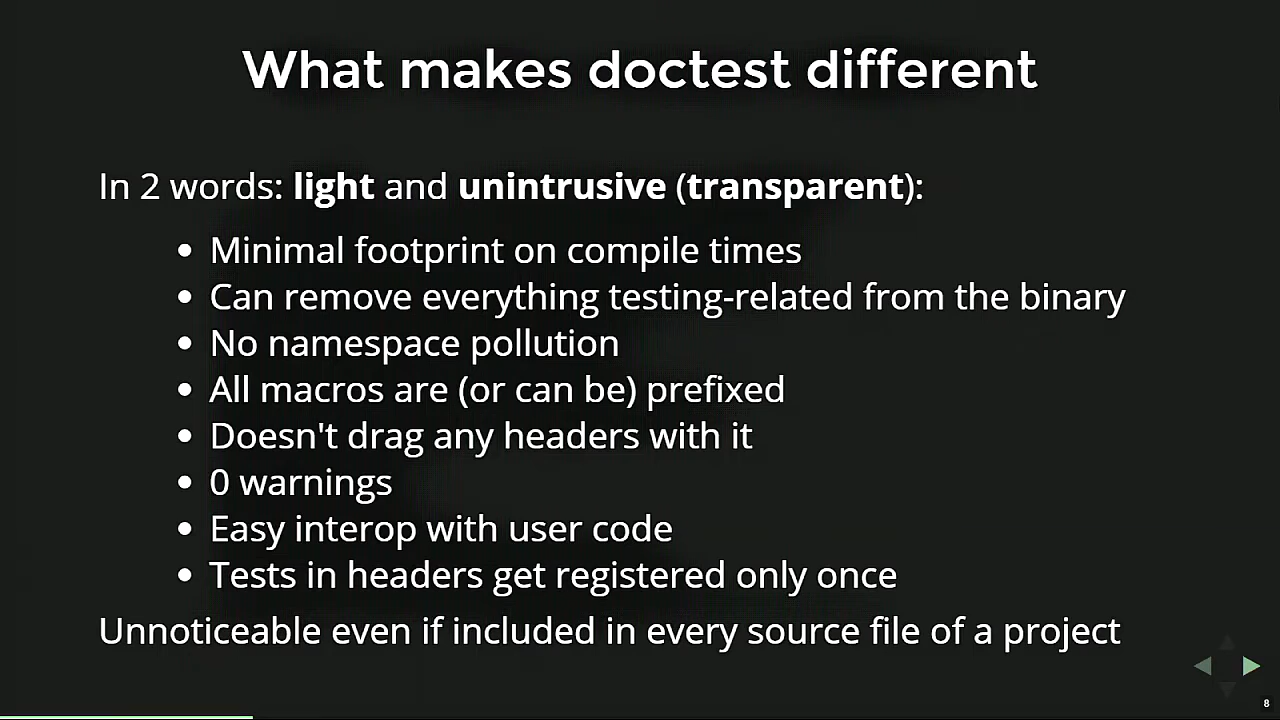 What makes doctest different
In 2 words: light and unintrusive (transparent):
Minimal footprint on compile times
Can remove everything testing-related from the binary
No namespace pollution
All macros are (or can be) prefixed
Doesn't drag any headers with it
0 warnings
Easy interop with user code
Tests in headers get registered only once
Unnoticeable even if included in every source file of a project
8